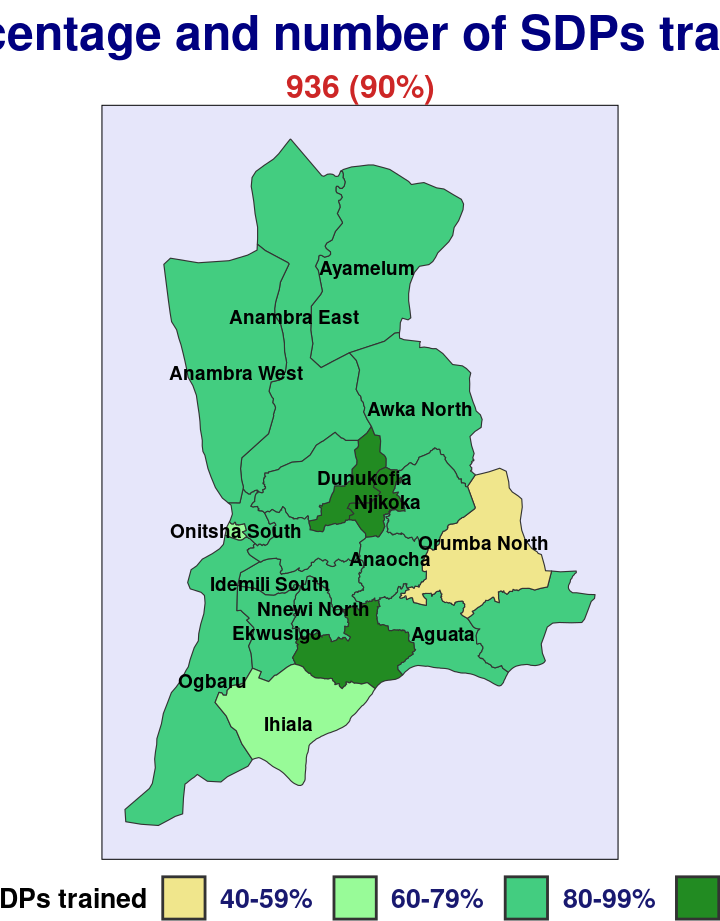 centage and number of SDPs tra
936 (90%)
Ayamelum
Anambra East
Anambra West
Awka North
Dunukofia
Njikoka
Onitsha South
Orumba North
Anaocha
Idemili South
Nnewi North
Ekwusigo
Aguata
Ogbaru
Ihiala
DPs trained 40-59% 60-79% 80-99%